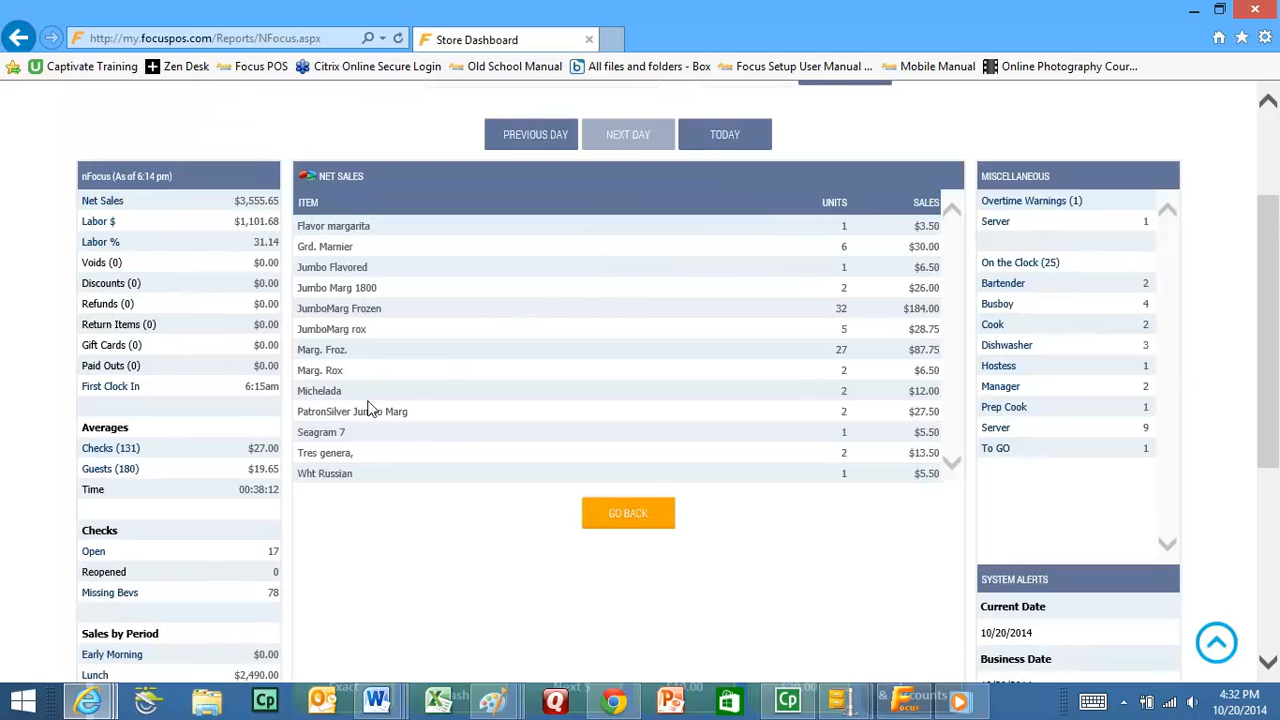 http://my.focuspos.com/Reports/NFocus.aspx
Store Dashboard
Captivate Training
Zen Desk
Focus POS
Citrix Online Secure Login
Old School Manual
All files and folders - Box
Focus Setup User Manual ...
Mobile Manual
Online Photography Cour...
PREVIOUS DAY
NEXT DAY
TODAY
nFocus (As of 6:14 pm)
Net Sales $3,555.65
Labor $ $1,101.68
Labor % 31.14
Voids (0) $0.00
Discounts (0) $0.00
Refunds (0) $0.00
Return Items (0) $0.00
Gift Cards (0) $0.00
Paid Outs (0) $0.00
First Clock In 6:15am
Averages
Checks (131) $27.00
Guests (180) $19.65
Time 00:38:12
Checks
Open 17
Reopened 0
Missing Bevs 78
Sales by Period
Early Morning $0.00
Lunch $2,490.00
NET SALES
ITEM UNITS SALES
Flavor margarita 1 $3.50
Grd. Marnier 6 $30.00
Jumbo Flavored 1 $6.50
Jumbo Marg 1800 2 $26.00
JumboMarg Frozen 32 $184.00
JumboMarg rox 5 $28.75
Marg. Froz. 27 $87.75
Marg. Rox 2 $6.50
Michelada 2 $12.00
PatronSilver Jumbo Marg 2 $27.50
Seagram 7 1 $5.50
Tres genera, 2 $13.50
Wht Russian 1 $5.50
GO BACK
MISCELLANEOUS
Overtime Warnings (1)
Server 1
On the Clock (25)
Bartender 2
Busboy 4
Cook 2
Dishwasher 3
Hostess 1
Manager 2
Prep Cook 1
Server 9
To GO 1
SYSTEM ALERTS
Current Date
10/20/2014
Business Date
4:32 PM
10/20/2014